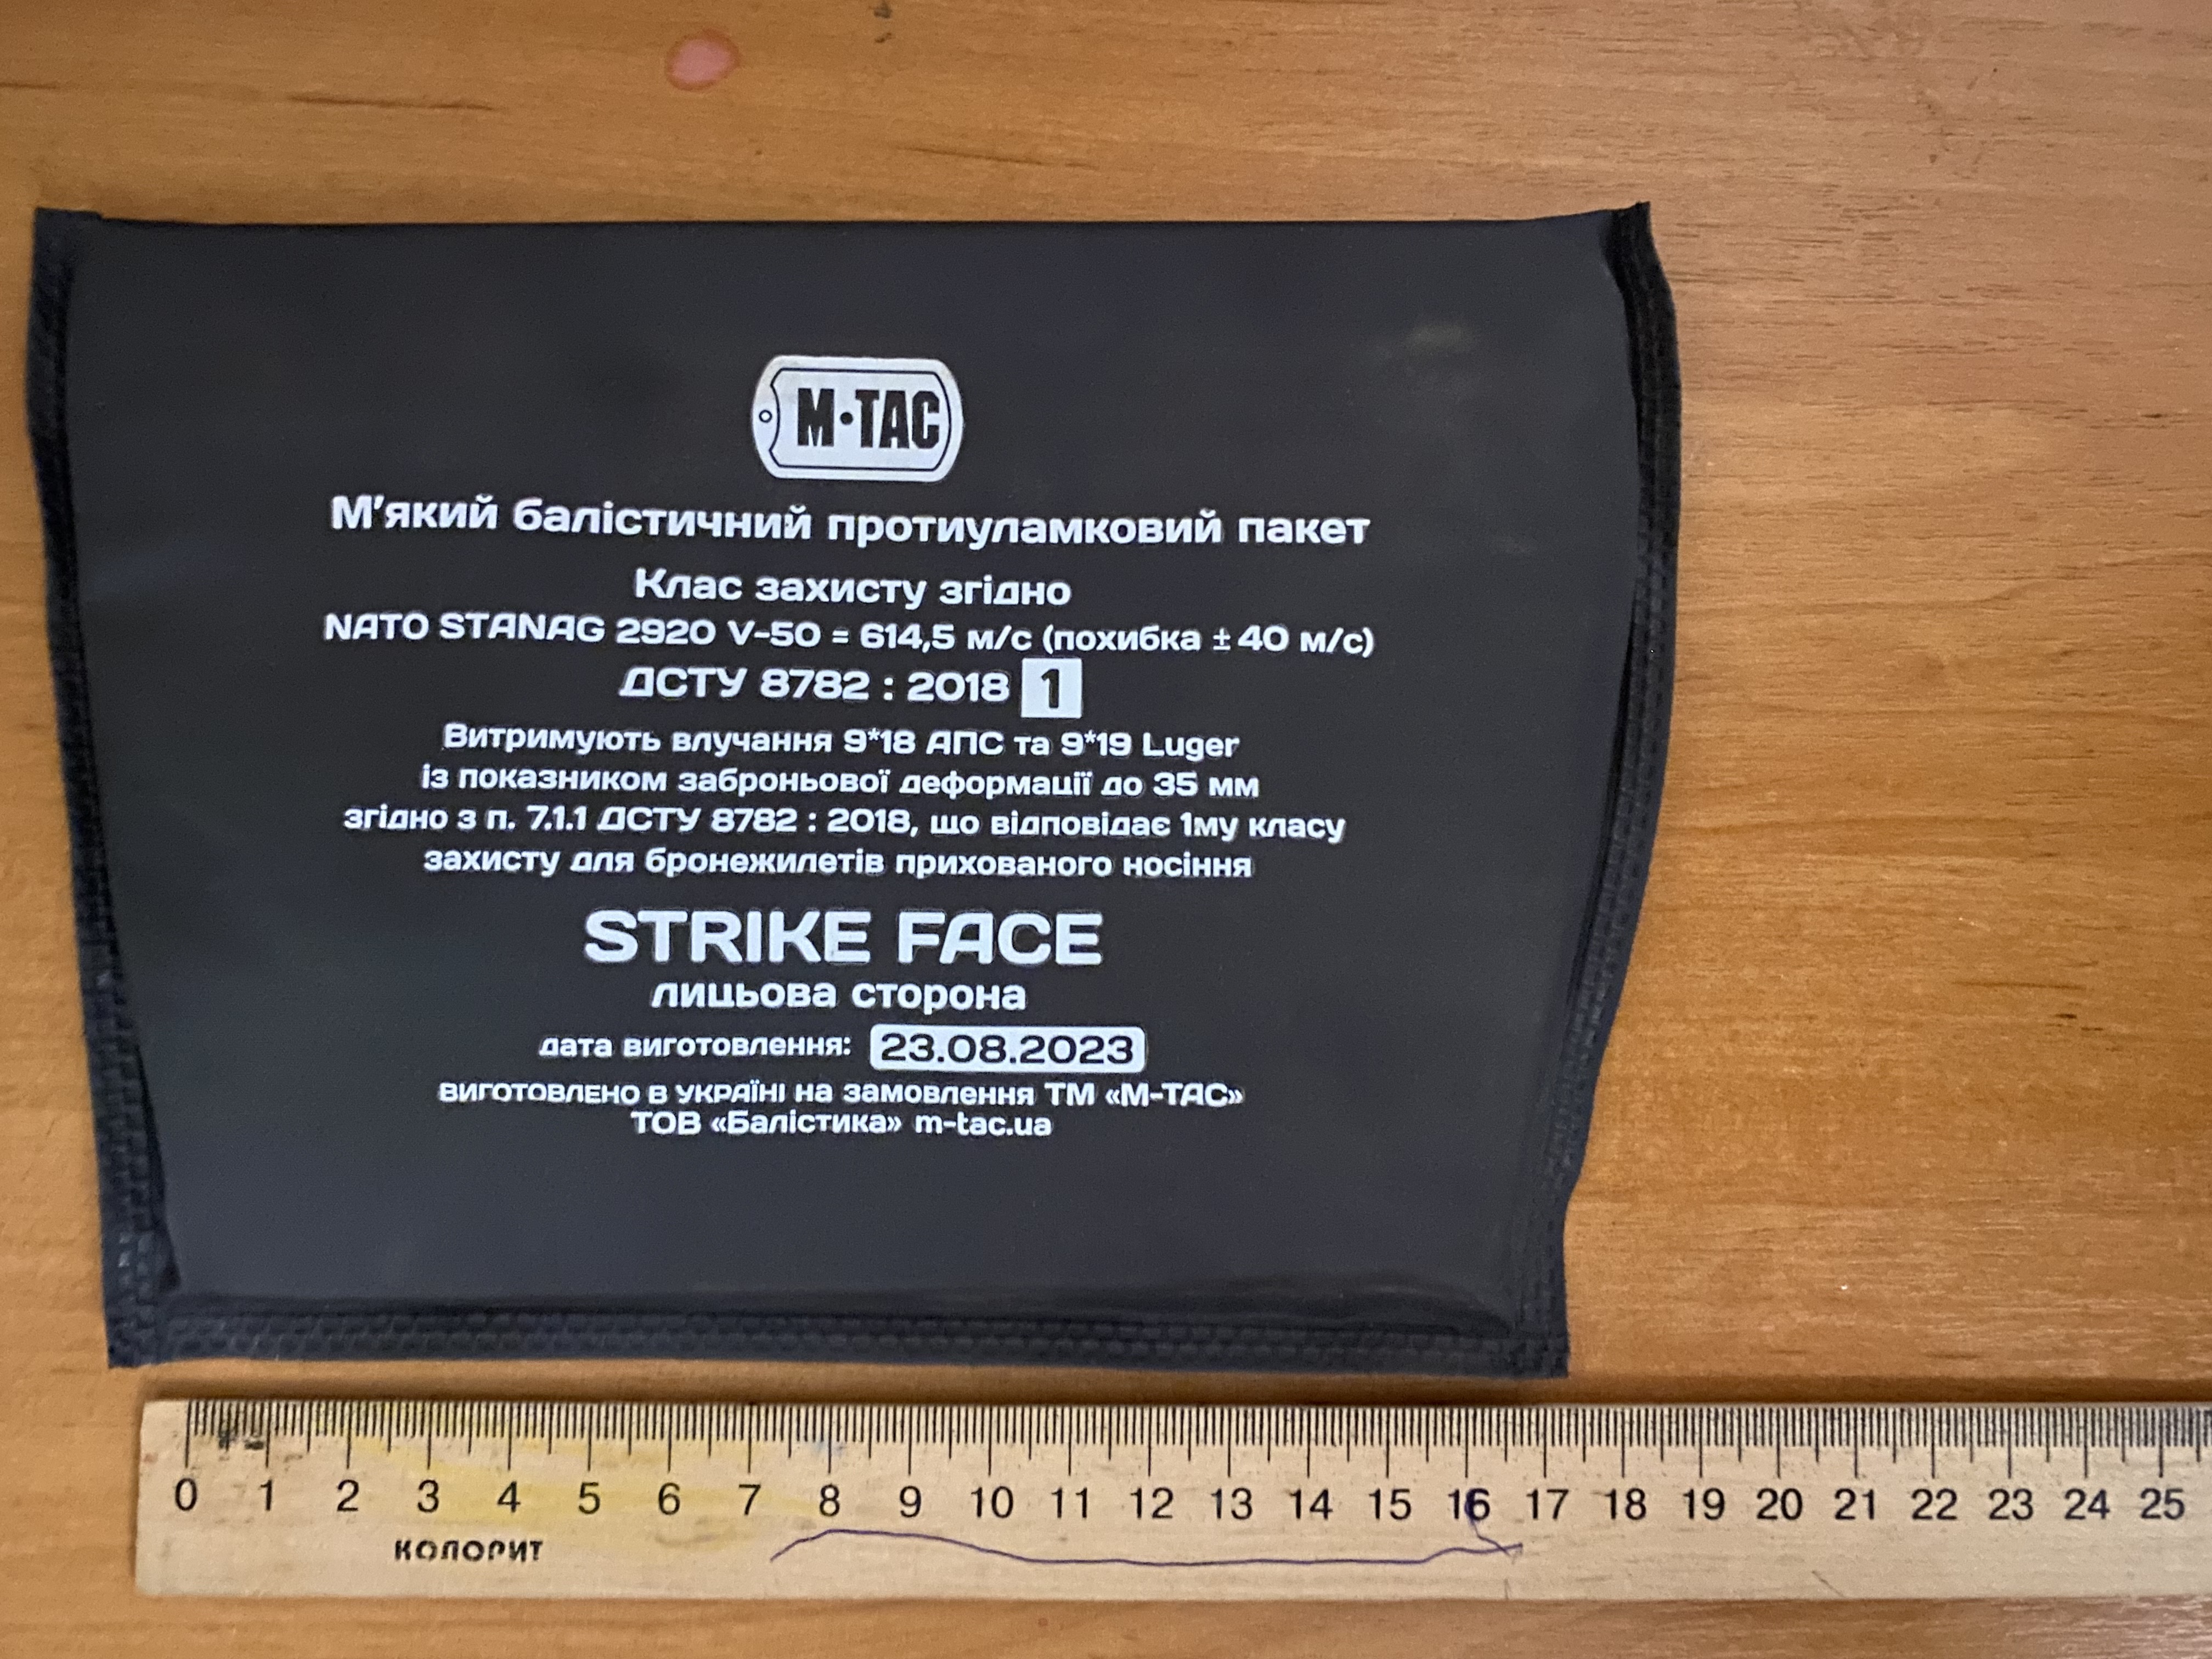 M·TAC
М'який балістичний протиуламковий пакет
Клас захисту згідно
NATO STANAG 2920 V-50 = 614,5 м/с (похибка ± 40 м/с)
ДСТУ 8782 : 2018 1
Витримують влучання 9*18 АПС та 9*19 Luger
із показником заброньової деформації до 35 мм
згідно з п. 7.1.1 ДСТУ 8782 : 2018, що відповідає 1му класу
захисту для бронежилетів прихованого носіння
STRIKE FACE
лицьова сторона
дата виготовлення: 23.08.2023
ВИГОТОВЛЕНО В УКРАЇНІ на замовлення ТМ «M-TAC»
ТОВ «Балістика» m-tac.ua
0 1 2 3 4 5 6 7 8 9 10 11 12 13 14 15 16 17 18 19 20 21 22 23 24 25
КОЛОРИТ